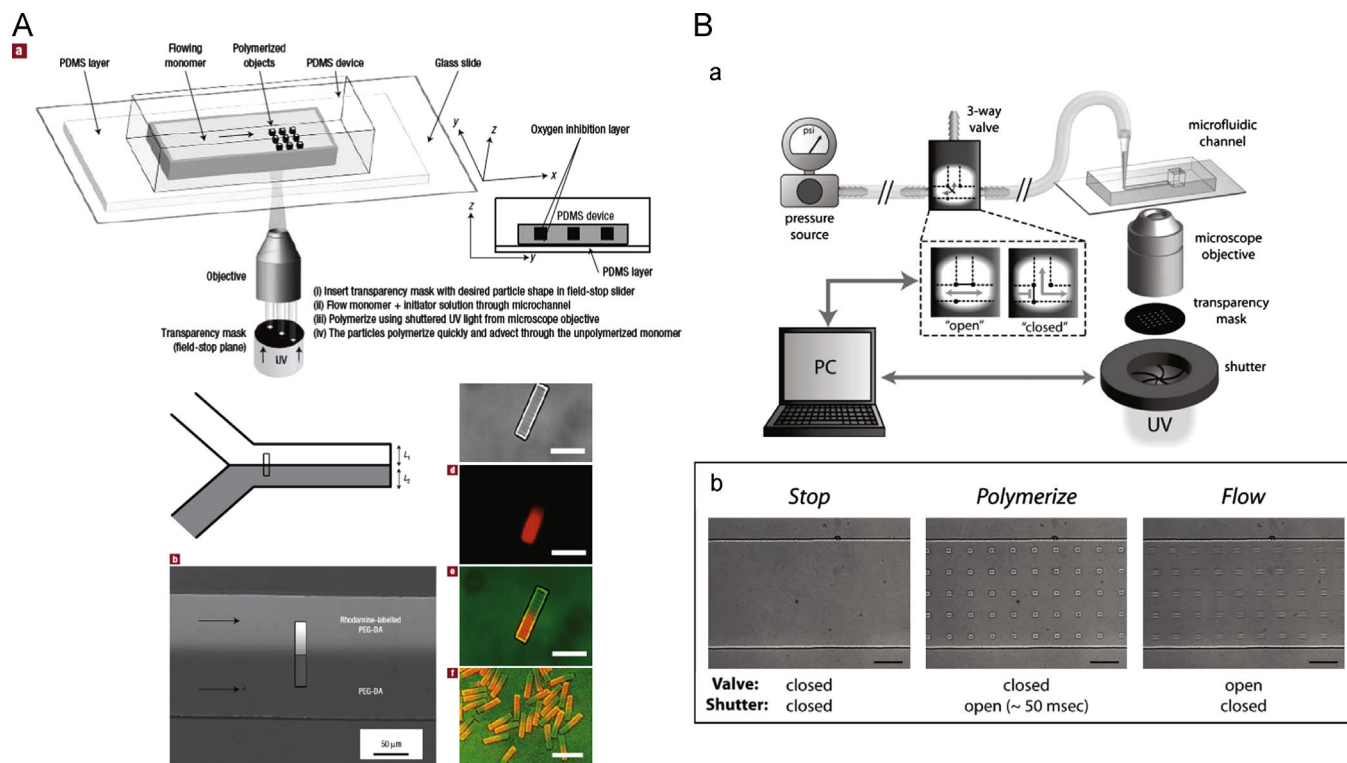 A
a
PDMS layer
Flowing
monomer
Polymerized
objects
PDMS device
Glass slide
Oxygen inhibition layer
y
z
x
z
y
PDMS device
PDMS layer
Objective
Transparency mask
(field-stop plane)
UV
(i) Insert transparency mask with desired particle shape in field-stop slider
(ii) Flow monomer + initiator solution through microchannel
(iii) Polymerize using shuttered UV light from microscope objective
(iv) The particles polymerize quickly and advect through the unpolymerized monomer
L₁
L₂
b
Rhodamine-labelled
PEG-DA
PEG-DA
50 μm
d
e
f
B
a
psi
pressure
source
3-way
valve
microfluidic
channel
"open"
"closed"
microscope
objective
transparency
mask
shutter
PC
UV
b
Stop
Polymerize
Flow
Valve: closed closed open
Shutter: closed open (~ 50 msec) closed